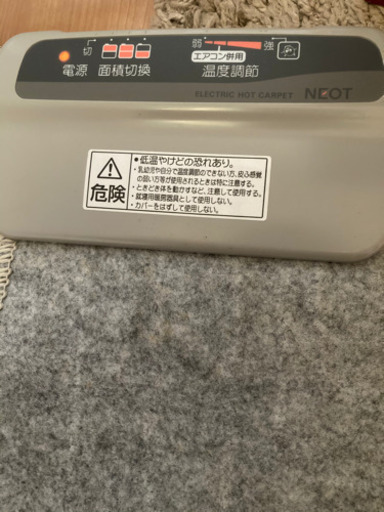 切
弱 強
エアコン併用
電源 面積切換 温度調節
ELECTRIC HOT CARPET NEOT
危険
●低温やけどの恐れあり。
・乳幼児や自分で温度調節のできない方、皮ふ感覚
の弱い方等が使用されるときは特に注意する。
・ときどき体を動かすなど、注意して使用する。
・就寝用暖房器具として使用しない。
・カバーをはずして使用しない。